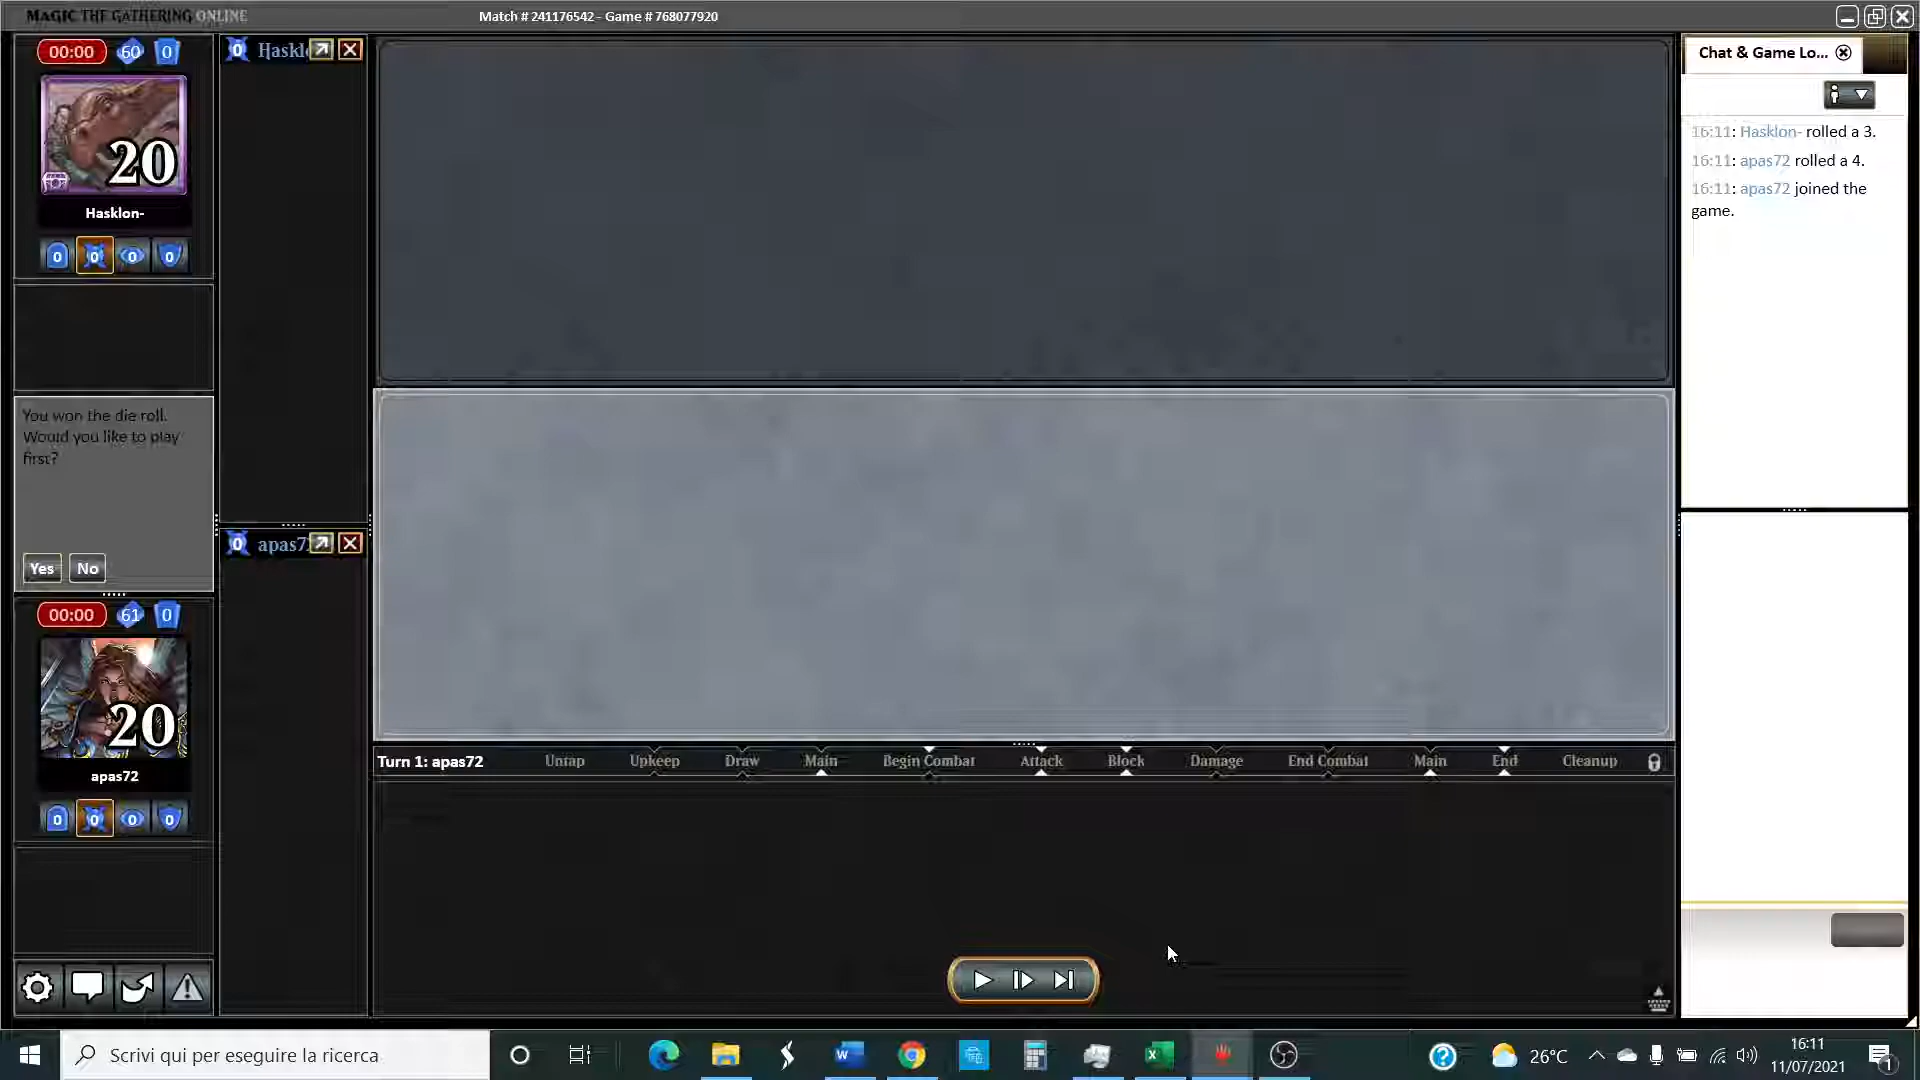 MAGIC THE GATHERING ONLINE
Match # 241176542 - Game # 768077920
00:00 60 0
20
Hasklon-
0 0 0 0
You won the die roll.
Would you like to play
first?
Yes No
00:00 61 0
20
apas72
0 0 0 0
0 Haskl
0 apas7
Turn 1: apas72 Untap Upkeep Draw Main Begin Combat Attack Block Damage End Combat Main End Cleanup
Chat & Game Lo...
16:11: Hasklon- rolled a 3.
16:11: apas72 rolled a 4.
16:11: apas72 joined the
game.
Scrivi qui per eseguire la ricerca
26°C
16:11
11/07/2021
1